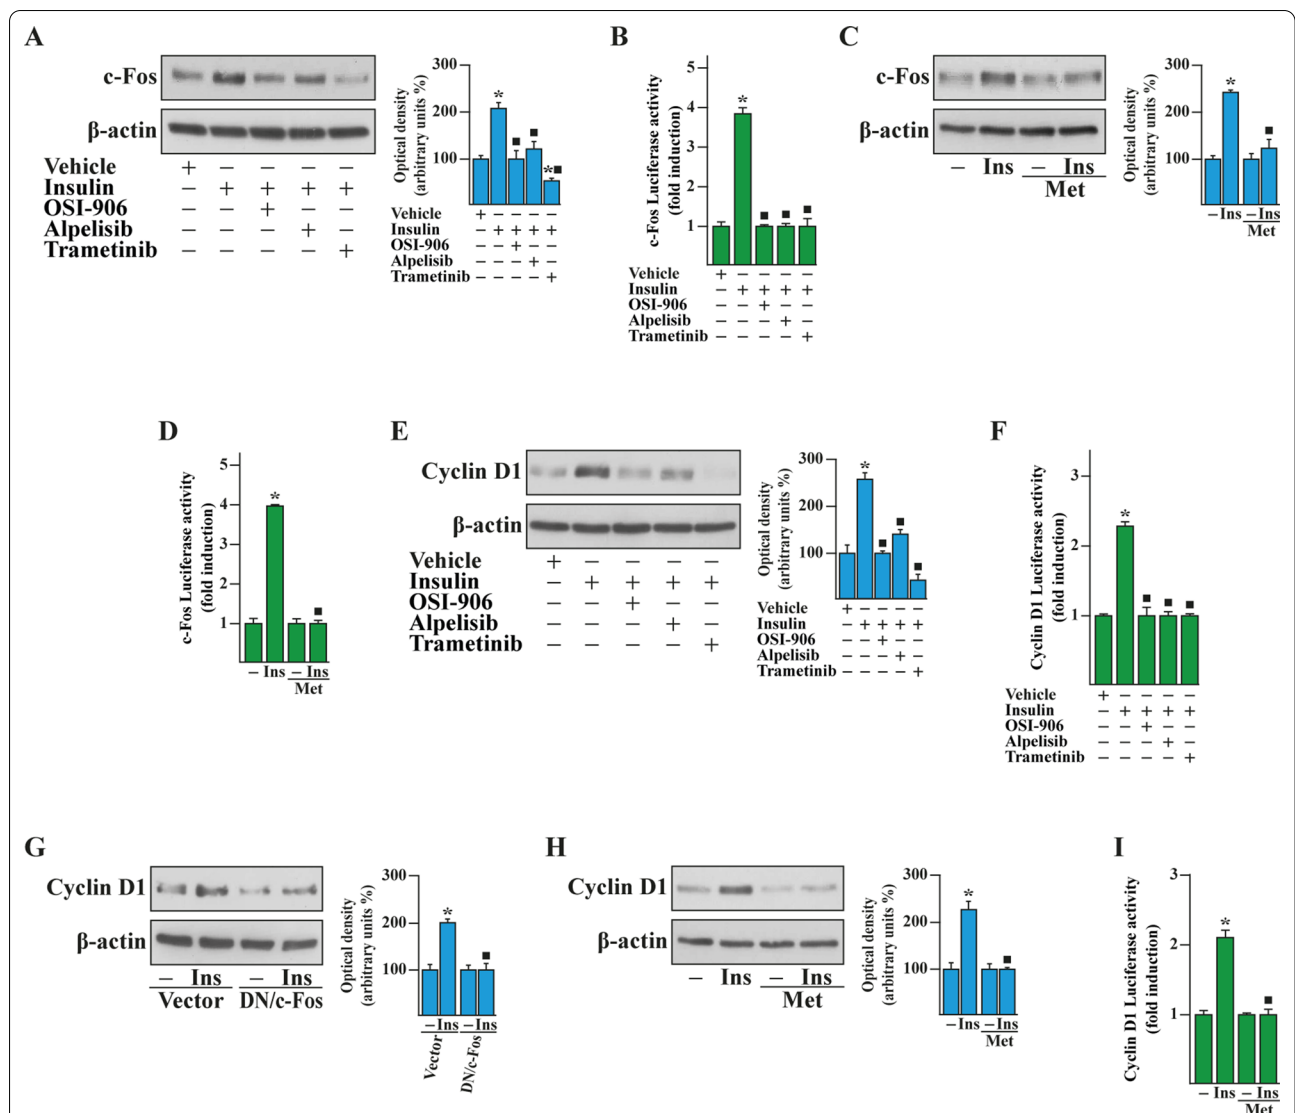 A
c-Fos
β-actin
Vehicle + − − − −
Insulin − + + + +
OSI-906 − − + − −
Alpelisib − − − + −
Trametinib − − − − +
Optical density
(arbitrary units %)
300
200
100
* ■ ■ *■
Vehicle + − − − −
Insulin − + + + +
OSI-906 − − + − −
Alpelisib − − − + −
Trametinib − − − − +
B
c-Fos Luciferase activity
(fold induction)
5
4
3
2
1
* ■ ■ ■
Vehicle + − − − −
Insulin − + + + +
OSI-906 − − + − −
Alpelisib − − − + −
Trametinib − − − − +
C
c-Fos
β-actin
− Ins − Ins
Met
Optical density
(arbitrary units %)
300
200
100
* ■
− Ins − Ins
Met
D
c-Fos Luciferase activity
(fold induction)
5
4
3
2
1
* ■
− Ins − Ins
Met
E
Cyclin D1
β-actin
Vehicle + − − − −
Insulin − + + + +
OSI-906 − − + − −
Alpelisib − − − + −
Trametinib − − − − +
Optical density
(arbitrary units %)
300
200
100
* ■ ■ ■
Vehicle + − − − −
Insulin − + + + +
OSI-906 − − + − −
Alpelisib − − − + −
Trametinib − − − − +
F
Cyclin D1 Luciferase activity
(fold induction)
3
2
1
* ■ ■ ■
Vehicle + − − − −
Insulin − + + + +
OSI-906 − − + − −
Alpelisib − − − + −
Trametinib − − − − +
G
Cyclin D1
β-actin
− Ins − Ins
Vector DN/c-Fos
Optical density
(arbitrary units %)
300
200
100
* ■
− Ins − Ins
Vector DN/c-Fos
H
Cyclin D1
β-actin
− Ins − Ins
Met
Optical density
(arbitrary units %)
300
200
100
* ■
− Ins − Ins
Met
I
Cyclin D1 Luciferase activity
(fold induction)
3
2
1
* ■
− Ins − Ins
Met